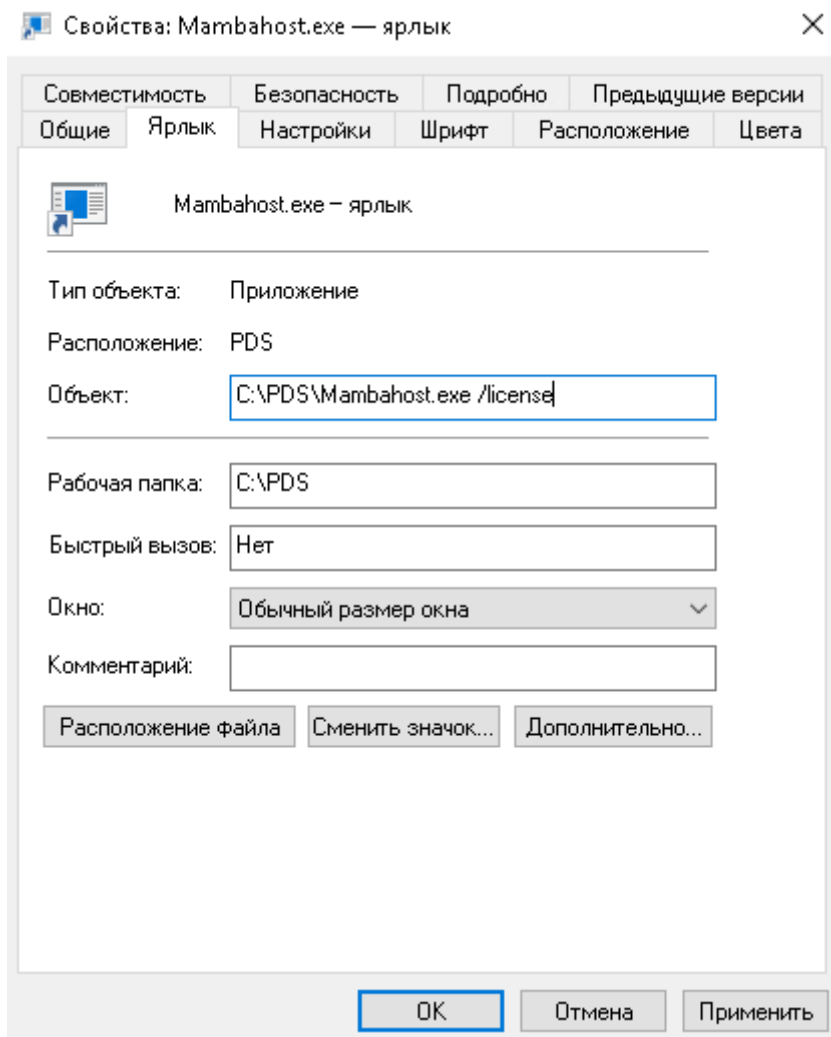 Свойства: Mambahost.exe — ярлык
Совместимость Безопасность Подробно Предыдущие версии
Общие Ярлык Настройки Шрифт Расположение Цвета
Mambahost.exe – ярлык
Тип объекта: Приложение
Расположение: PDS
Объект: C:\PDS\Mambahost.exe /license
Рабочая папка: C:\PDS
Быстрый вызов: Нет
Окно: Обычный размер окна
Комментарий:
Расположение файла Сменить значок... Дополнительно...
OK Отмена Применить